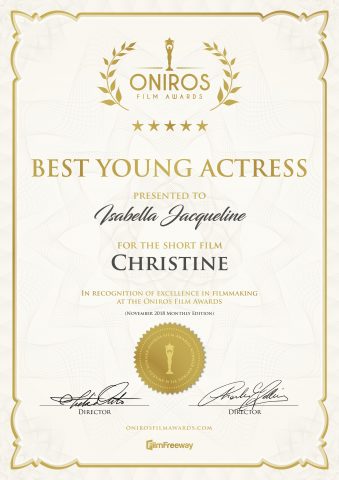 ONIROS
FILM AWARDS
BEST YOUNG ACTRESS
PRESENTED TO
Isabella Jacqueline
FOR THE SHORT FILM
CHRISTINE
IN RECOGNITION OF EXCELLENCE IN FILMMAKING
AT THE ONIROS FILM AWARDS
(NOVEMBER 2018 MONTHLY EDITION)
DIRECTOR DIRECTOR
ONIROSFILMAWARDS.COM
FilmFreeway